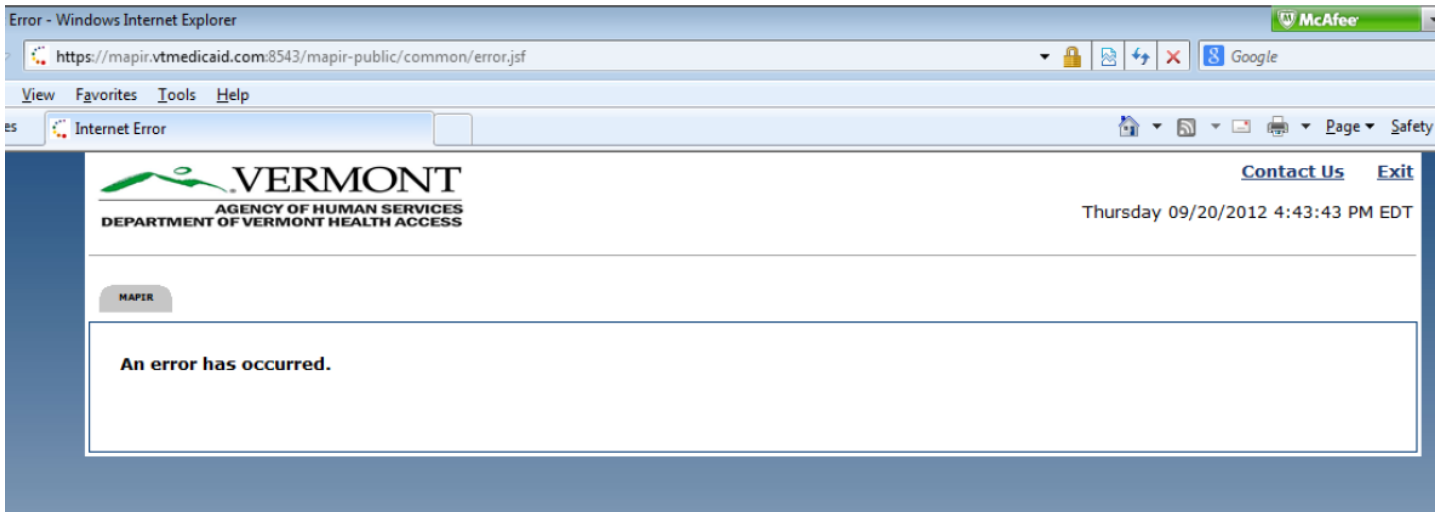 Error - Windows Internet Explorer
McAfee
https://mapir.vtmedicaid.com:8543/mapir-public/common/error.jsf
Google
View Favorites Tools Help
es Internet Error
Page Safety
VERMONT
AGENCY OF HUMAN SERVICES
DEPARTMENT OF VERMONT HEALTH ACCESS
Contact Us Exit
Thursday 09/20/2012 4:43:43 PM EDT
MAPIR
An error has occurred.